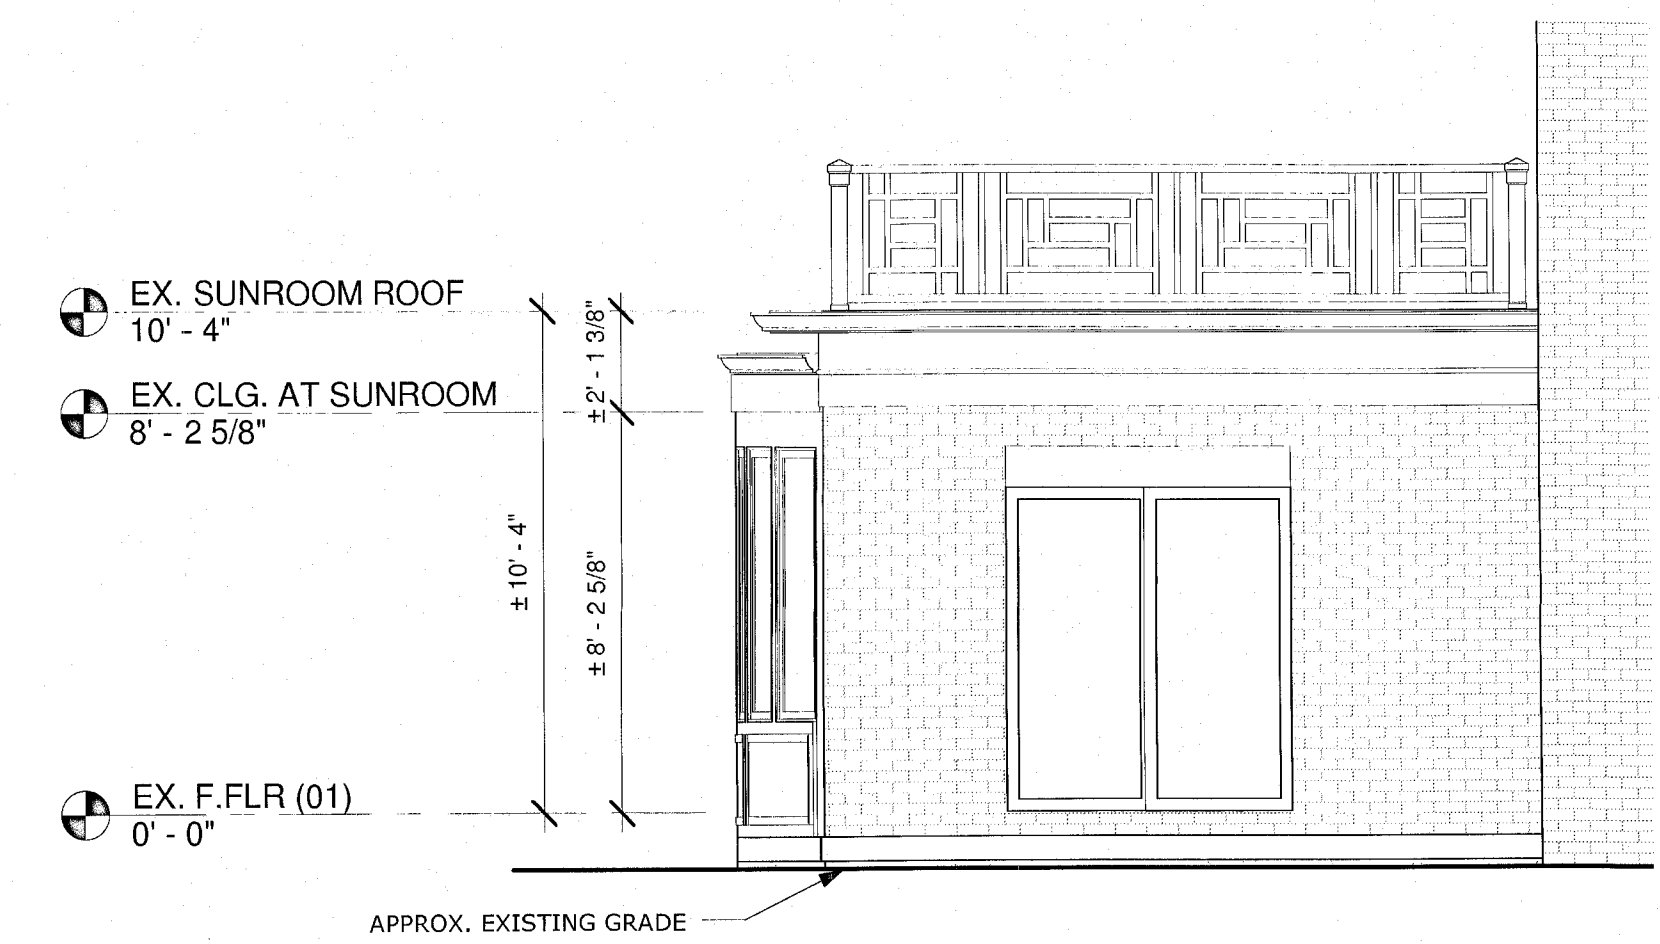 EX. SUNROOM ROOF
10' - 4"
EX. CLG. AT SUNROOM
8' - 2 5/8"
±2' - 1 3/8"
±10' - 4"
±8' - 2 5/8"
EX. F.FLR (01)
0' - 0"
APPROX. EXISTING GRADE